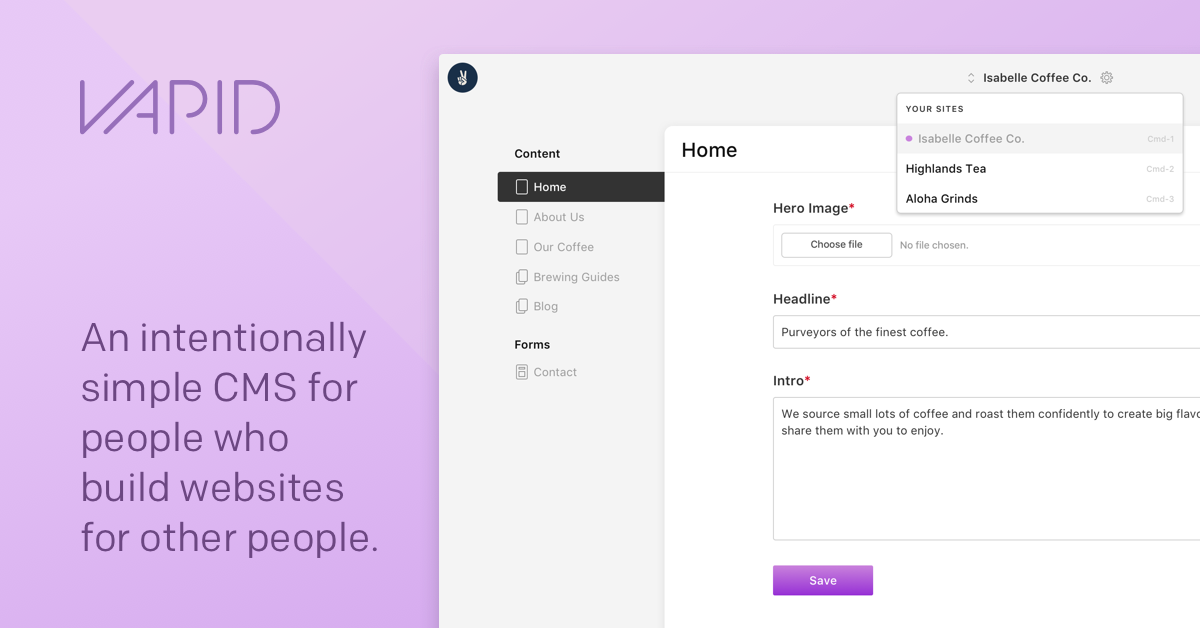 VAPID
An intentionally
simple CMS for
people who
build websites
for other people.
Isabelle Coffee Co.
YOUR SITES
Isabelle Coffee Co. Cmd-1
Highlands Tea Cmd-2
Aloha Grinds Cmd-3
Content
Home
About Us
Our Coffee
Brewing Guides
Blog
Forms
Contact
Home
Hero Image*
Choose file No file chosen.
Headline*
Purveyors of the finest coffee.
Intro*
We source small lots of coffee and roast them confidently to create big
share them with you to enjoy.
Save